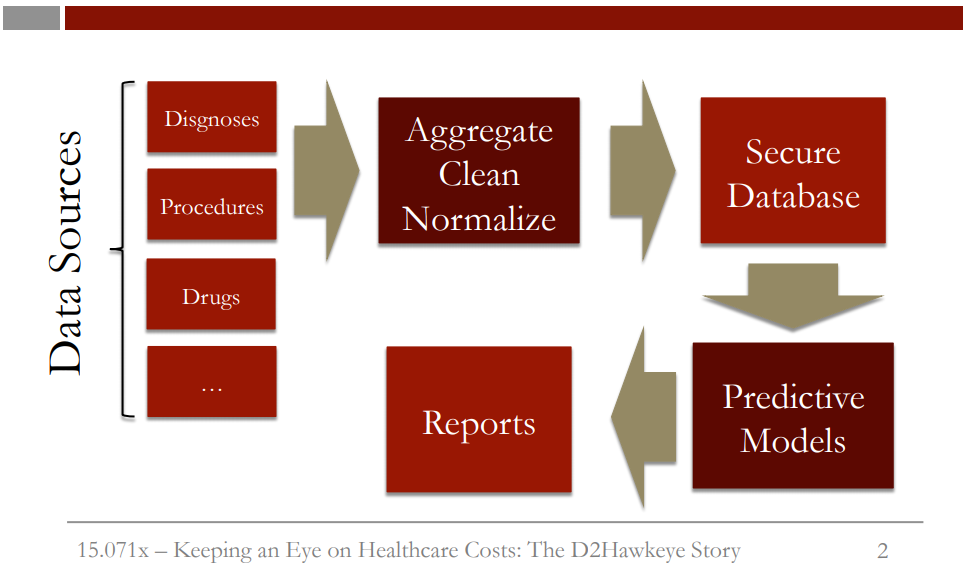 Data Sources
Disgnoses
Procedures
Drugs
…
Aggregate
Clean
Normalize
Secure
Database
Predictive
Models
Reports
15.071x – Keeping an Eye on Healthcare Costs: The D2Hawkeye Story
2